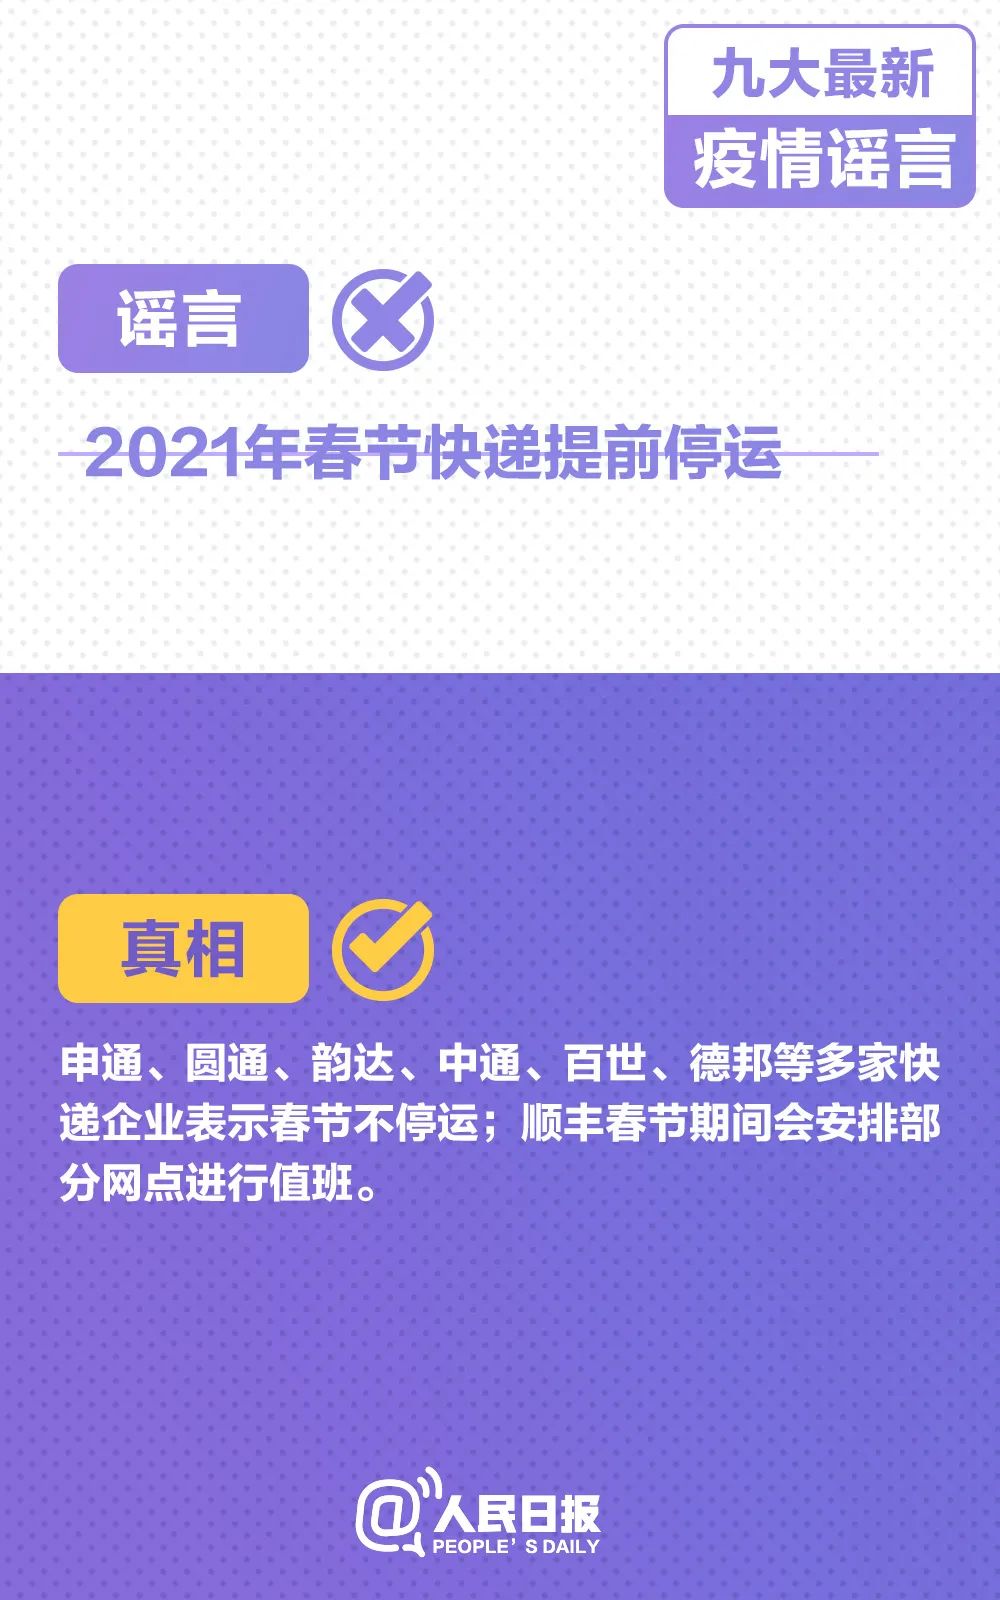 九大最新
疫情谣言
谣言
2021年春节快递提前停运
真相
申通、圆通、韵达、中通、百世、德邦等多家快
递企业表示春节不停运；顺丰春节期间会安排部
分网点进行值班。
@人民日报
PEOPLE'S DAILY